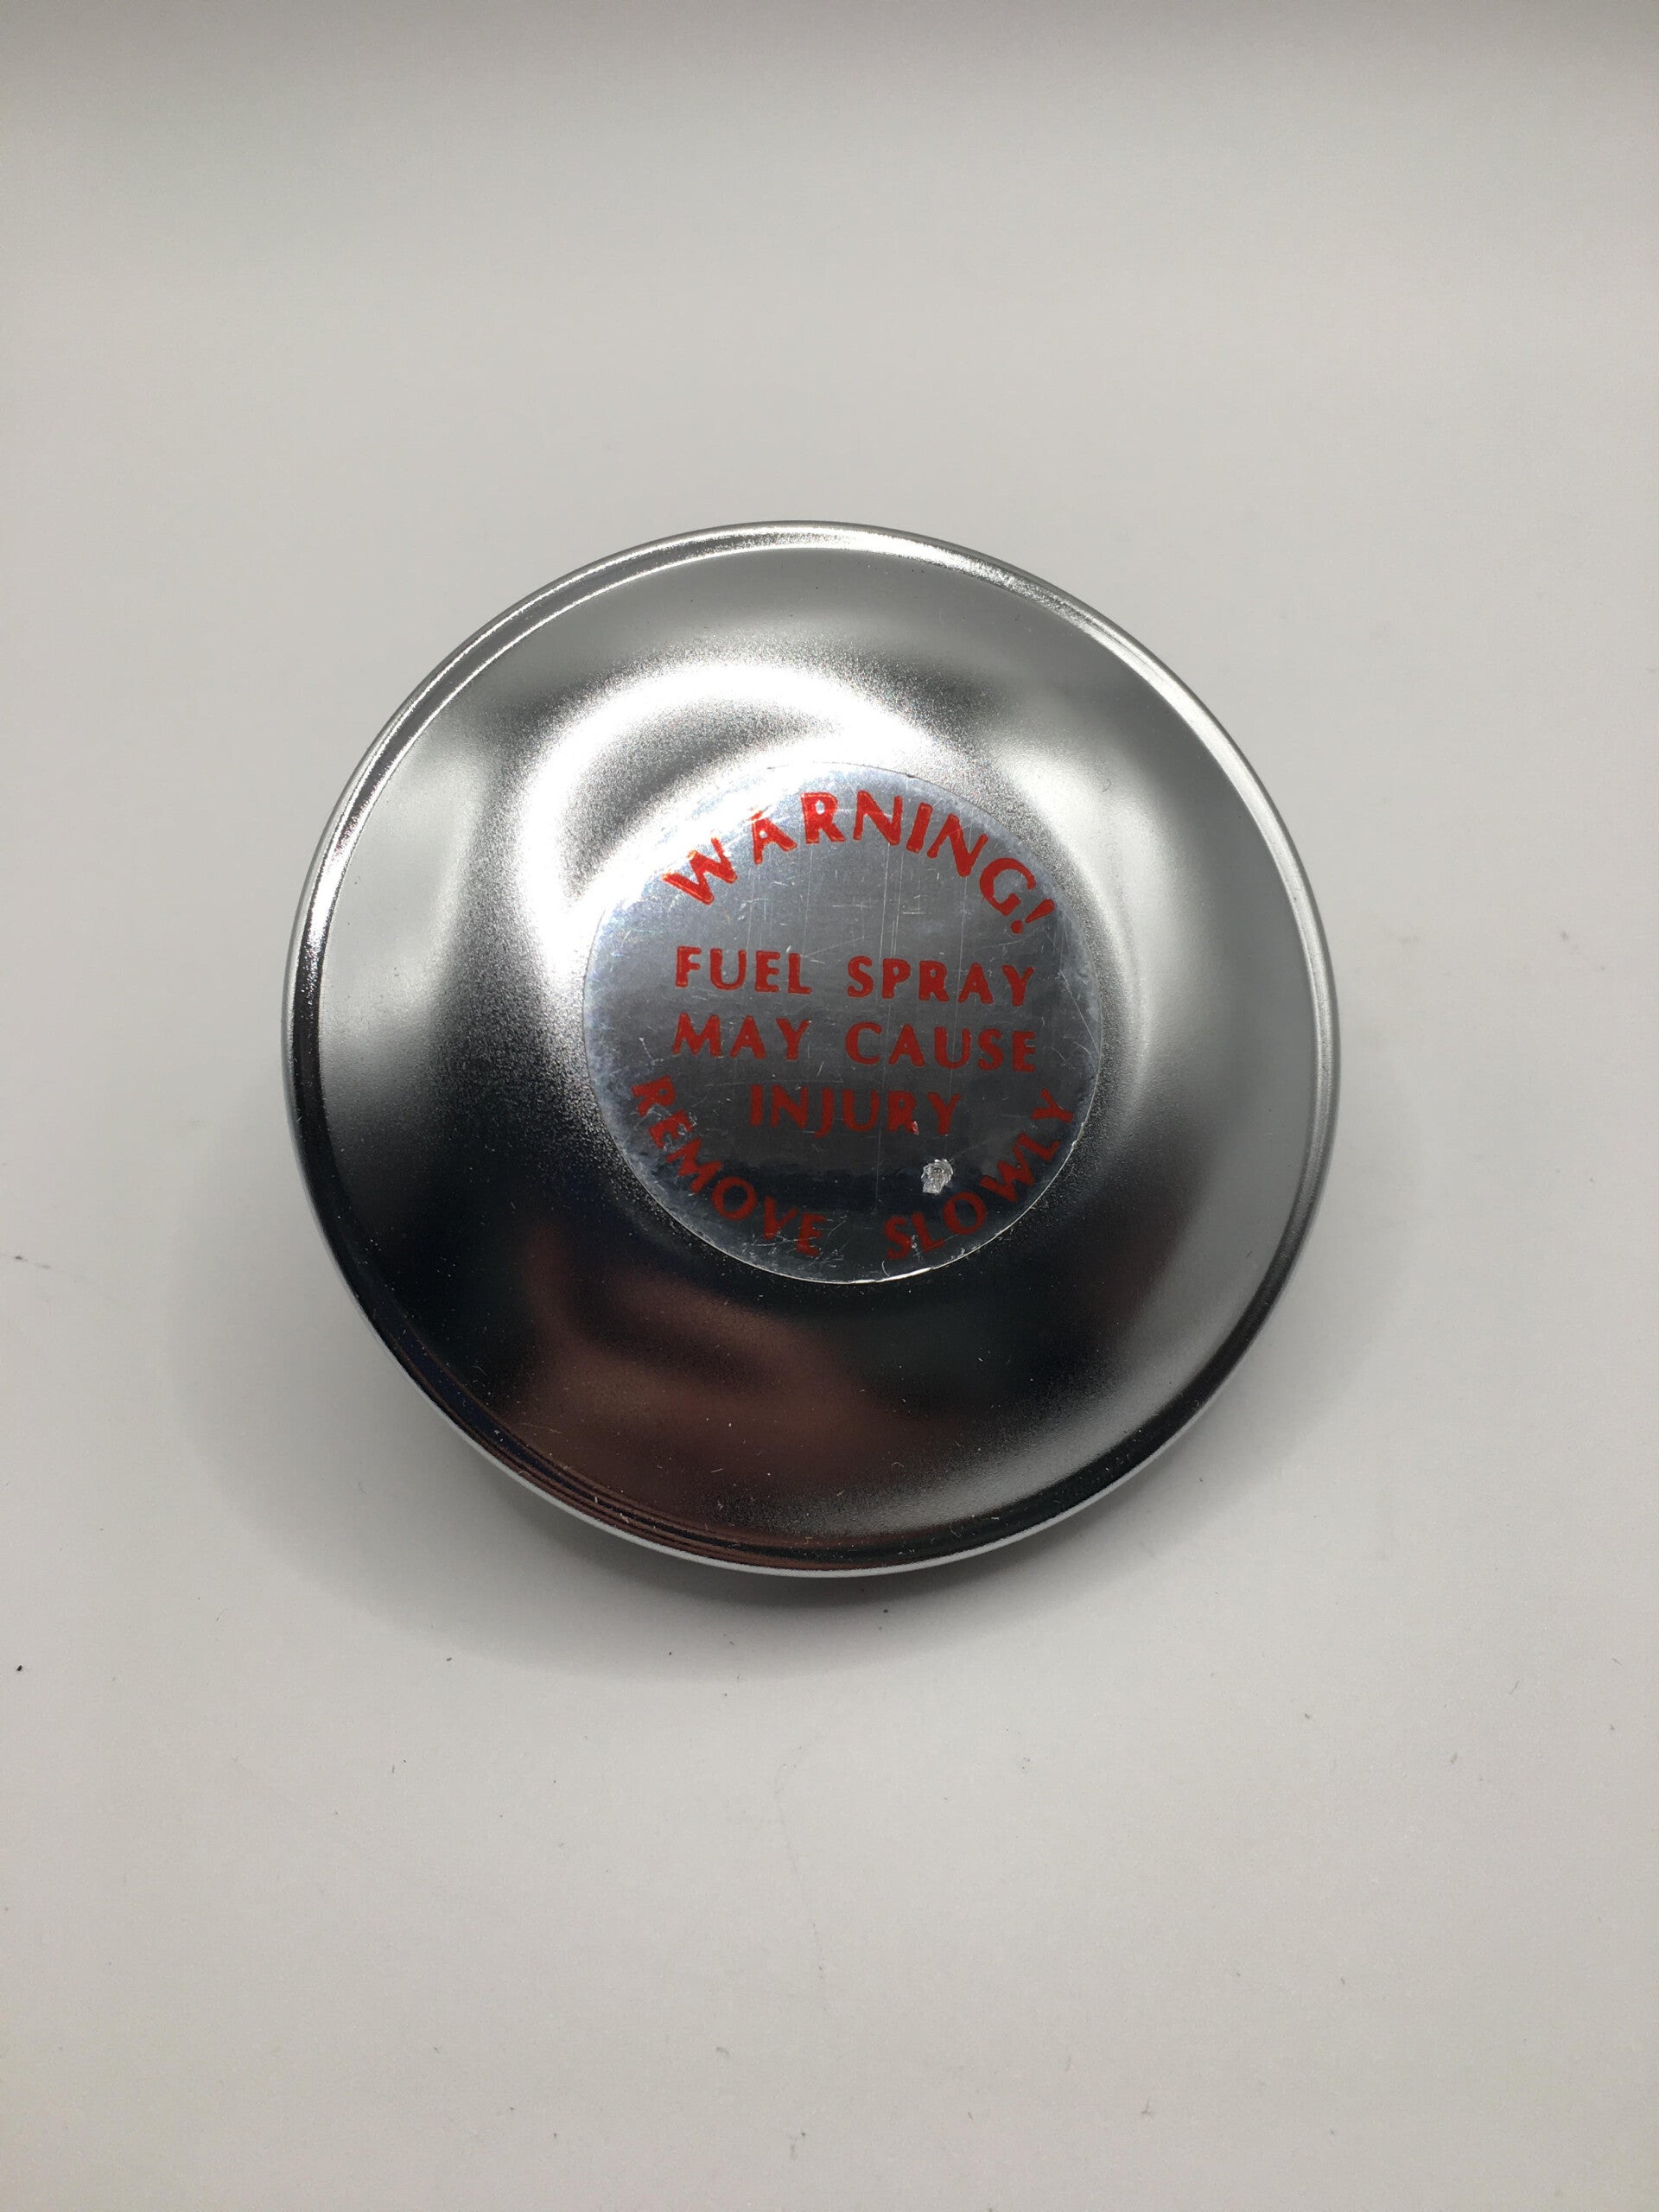 WARNING!
FUEL SPRAY
MAY CAUSE
INJURY
REMOVE SLOWLY